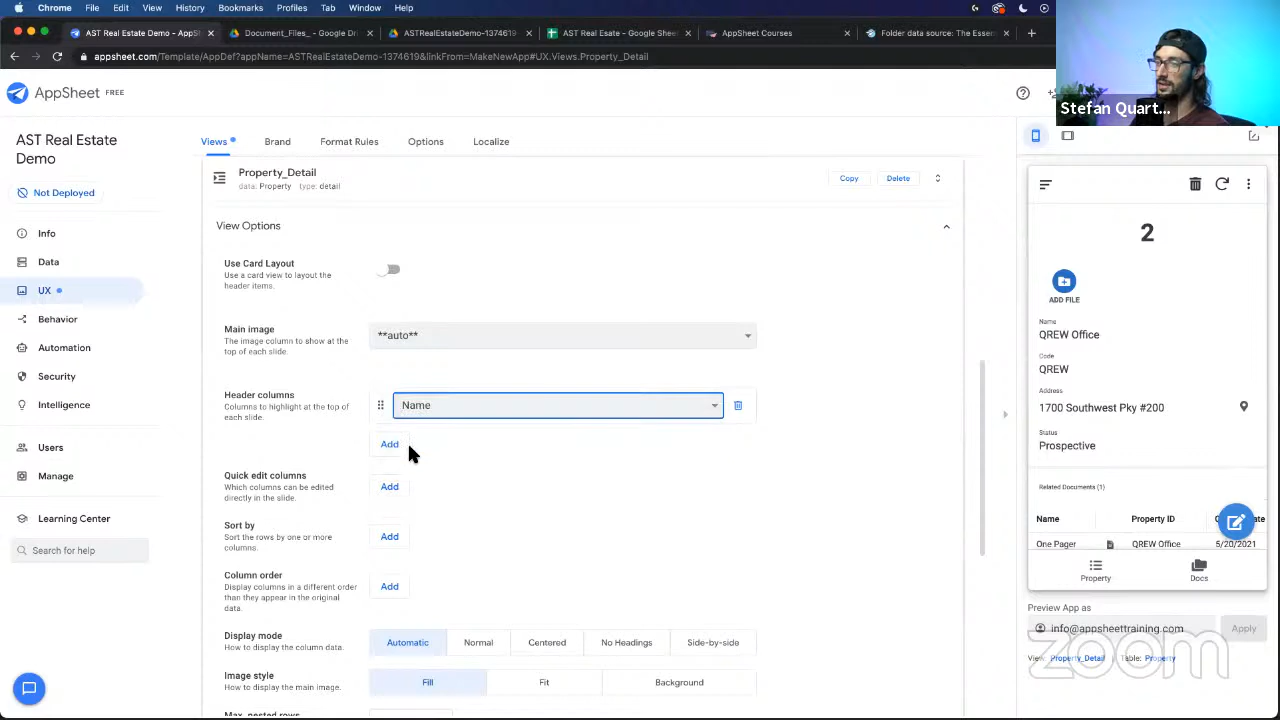 Chrome File Edit View History Bookmarks Profiles Tab Window Help
AST Real Estate Demo - AppS
Document_Files_ - Google Dri
ASTRealEstateDemo-1374619
AST Real Esate - Google Sheet
AppSheet Courses
Folder data source: The Essen
appsheet.com/Template/AppDef?appName=ASTRealEstateDemo-1374619&linkFrom=MakeNewApp#UX.Views.Property_Detail
Stefan Quart...
AppSheet FREE
AST Real Estate
Demo
Not Deployed
Info
Data
UX
Behavior
Automation
Security
Intelligence
Users
Manage
Learning Center
Search for help
Views
Brand
Format Rules
Options
Localize
Property_Detail
data: Property type: detail
Copy
Delete
View Options
Use Card Layout
Use a card view to layout the
header items.
Main image
The image column to show at the
top of each slide.
**auto**
Header columns
Columns to highlight at the top of
each slide.
Name
Add
Quick edit columns
Which columns can be edited
directly in the slide.
Add
Sort by
Sort the rows by one or more
columns.
Add
Column order
Display columns in a different order
than they appear in the original
data.
Add
Display mode
How to display the column data.
Automatic
Normal
Centered
No Headings
Side-by-side
Image style
How to display the main image.
Fill
Fit
Background
Max. nested rows
2
ADD FILE
Name
QREW Office
Code
QREW
Address
1700 Southwest Pky #200
Status
Prospective
Related Documents (1)
Name
Property ID
One Pager
QREW Office
5/20/2021
Property
Docs
Preview App as
info@appsheettraining.com
Apply
View: Property_Detail Table: Property
zoom